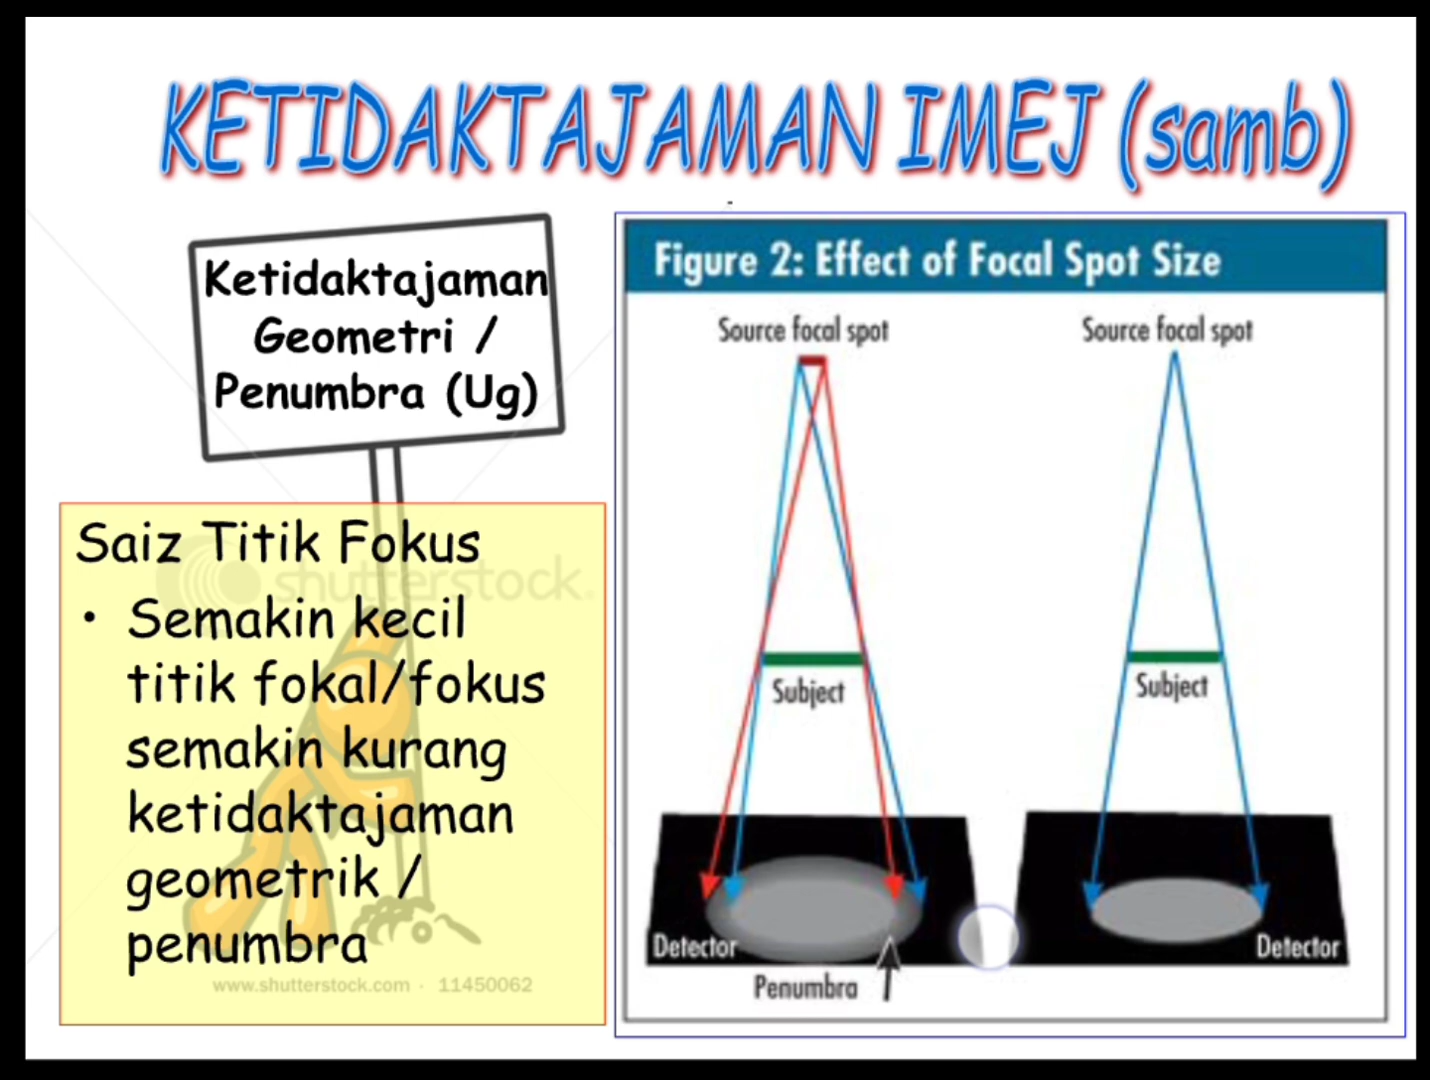 KETIDAKTAJAMAN IMEJ (samb)
Ketidaktajaman
Geometri /
Penumbra (Ug)
Saiz Titik Fokus
• Semakin kecil
titik fokal/fokus
semakin kurang
ketidaktajaman
geometrik /
penumbra
shutterstock.
www.shutterstock.com · 11450062
Figure 2: Effect of Focal Spot Size
Source focal spot
Subject
Detector
Penumbra
Source focal spot
Subject
Detector